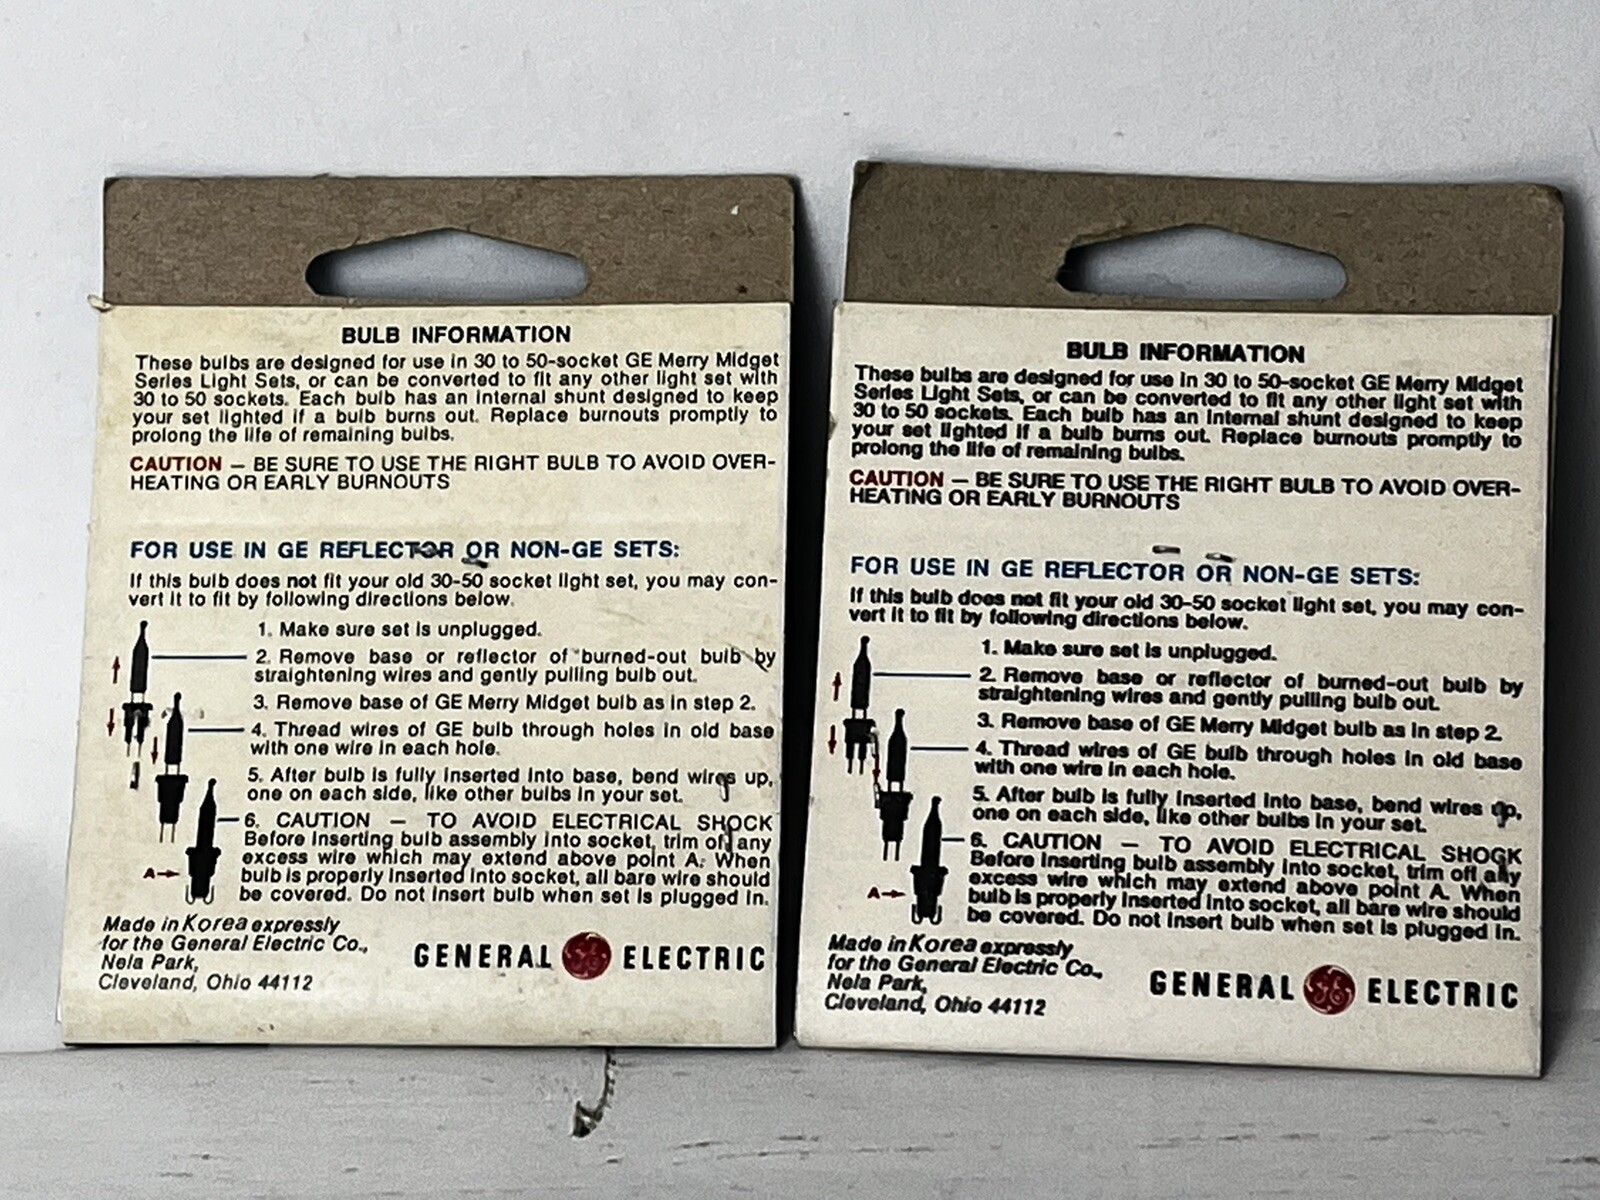 BULB INFORMATION
These bulbs are designed for use in 30 to 50-socket GE Merry Midget
Series Light Sets, or can be converted to fit any other light set with
30 to 50 sockets. Each bulb has an internal shunt designed to keep
your set lighted if a bulb burns out. Replace burnouts promptly to
prolong the life of remaining bulbs.
CAUTION — BE SURE TO USE THE RIGHT BULB TO AVOID OVER-
HEATING OR EARLY BURNOUTS
FOR USE IN GE REFLECTOR OR NON-GE SETS:
If this bulb does not fit your old 30-50 socket light set, you may con-
vert it to fit by following directions below.
1. Make sure set is unplugged.
2. Remove base or reflector of burned-out bulb by
straightening wires and gently pulling bulb out.
3. Remove base of GE Merry Midget bulb as in step 2.
4. Thread wires of GE bulb through holes in old base
with one wire in each hole.
5. After bulb is fully inserted into base, bend wires up,
one on each side, like other bulbs in your set.
6. CAUTION — TO AVOID ELECTRICAL SHOCK
Before inserting bulb assembly into socket, trim off any
excess wire which may extend above point A. When
bulb is properly inserted into socket, all bare wire should
be covered. Do not insert bulb when set is plugged in.
A
Made in Korea expressly
for the General Electric Co.,
Nela Park,
Cleveland, Ohio 44112
GENERAL GE ELECTRIC
BULB INFORMATION
These bulbs are designed for use in 30 to 50-socket GE Merry Midget
Series Light Sets, or can be converted to fit any other light set with
30 to 50 sockets. Each bulb has an internal shunt designed to keep
your set lighted if a bulb burns out. Replace burnouts promptly to
prolong the life of remaining bulbs.
CAUTION — BE SURE TO USE THE RIGHT BULB TO AVOID OVER-
HEATING OR EARLY BURNOUTS
FOR USE IN GE REFLECTOR OR NON-GE SETS:
If this bulb does not fit your old 30-50 socket light set, you may con-
vert it to fit by following directions below.
1. Make sure set is unplugged.
2. Remove base or reflector of burned-out bulb by
straightening wires and gently pulling bulb out.
3. Remove base of GE Merry Midget bulb as in step 2.
4. Thread wires of GE bulb through holes in old base
with one wire in each hole.
5. After bulb is fully inserted into base, bend wires up,
one on each side, like other bulbs in your set.
6. CAUTION — TO AVOID ELECTRICAL SHOCK
Before inserting bulb assembly into socket, trim off any
excess wire which may extend above point A. When
bulb is properly inserted into socket, all bare wire should
be covered. Do not insert bulb when set is plugged in.
A
Made in Korea expressly
for the General Electric Co.,
Nela Park,
Cleveland, Ohio 44112
GENERAL GE ELECTRIC